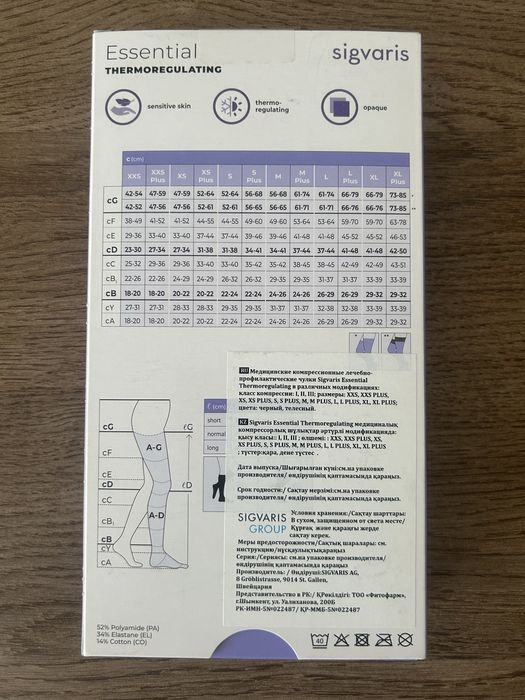 Essential
THERMOREGULATING
sigvaris
sensitive skin
thermo-
regulating
opaque
c (cm)
XXS XXS Plus XS XS Plus S S Plus M M Plus L L Plus XL XL Plus
cG 42-54 47-59 47-59 52-64 52-64 56-68 56-68 61-74 61-74 66-79 66-79 73-85 *
42-52 47-56 47-56 52-61 52-61 56-65 56-65 61-71 61-71 66-76 66-76 73-85 **
cF 38-49 41-52 41-52 44-55 44-55 49-60 49-60 53-64 53-64 59-70 59-70 63-78
cE 29-36 33-40 33-40 37-44 37-44 39-46 39-46 41-48 41-48 45-52 45-52 46-53
cD 23-30 27-34 27-34 31-38 31-38 34-41 34-41 37-44 37-44 41-48 41-48 42-50
cC 25-32 29-36 29-36 33-40 33-40 35-42 35-42 38-45 38-45 42-49 42-49 43-51
cB₁ 22-26 22-26 24-29 24-29 26-32 26-32 29-35 29-35 31-37 31-37 33-39 33-39
cB 18-20 18-20 20-22 20-22 22-24 22-24 24-26 24-26 26-29 26-29 29-32 29-32
cY 27-31 27-31 28-33 28-33 29-35 29-35 31-37 31-37 32-38 32-38 33-39 33-39
cA 18-20 18-20 20-22 20-22 22-24 22-24 24-26 24-26 26-29 26-29 29-32 29-32
* **
cG
ℓG
cF
A-G
cE
cD
ℓD
cC
cB₁
A-D
cB
cY
cA
ℓ (cm)
short
normal
long
RU Медицинские компрессионные лечебно-
профилактические чулки Sigvaris Essential
Thermoregulating в различных модификациях:
класс компрессии: I, II, III; размеры: XXS, XXS PLUS,
XS, XS PLUS, S, S PLUS, M, M PLUS, L, L PLUS, XL, XL PLUS;
цвета: черный, телесный.
KZ Sigvaris Essential Thermoregulating медициналық
компрессорлық шұлықтар әртүрлі модификацияда:
қысу класы:: I, II, III ; өлшемі : XXS, XXS PLUS, XS,
XS PLUS, S, S PLUS, M, M PLUS, L, L PLUS, XL, XL PLUS
; түстер:қара, дене түстес .
Дата выпуска/Шығарылған күні:см.на упаковке
производителя/ өндірушінің қаптамасында қараңыз.
Срок годности:/ Сақтау мерзімі:см.на упаковке
производителя/ өндірушінің қаптамасында қараңыз.
SIGVARIS
GROUP
Условия хранения:/Сақтау шарттары:
В сухом, защищенном от света месте/
Құрғақ және қараңғы жерде
сақтау керек.
Меры предосторожности/Сақтық шаралары: см.
инструкцию/нұсқаулықтықараңыз
Серия:/Сериясы: см.на упаковке производителя/
өндірушінің қаптамасында қараңыз.
Производитель: / Өндіруші:SIGVARIS AG,
8 Gröblistrasse, 9014 St. Gallen,
Швейцария
Представительство в РК:/ ҚРөкілдігі: ТОО «Фитофарм»,
г.Шымкент, ул. Уалиханова, 200Б
РК-ИМН-5№022487/ ҚР-ММБ-5№022487
52% Polyamide (PA)
34% Elastane (EL)
14% Cotton (CO)
40